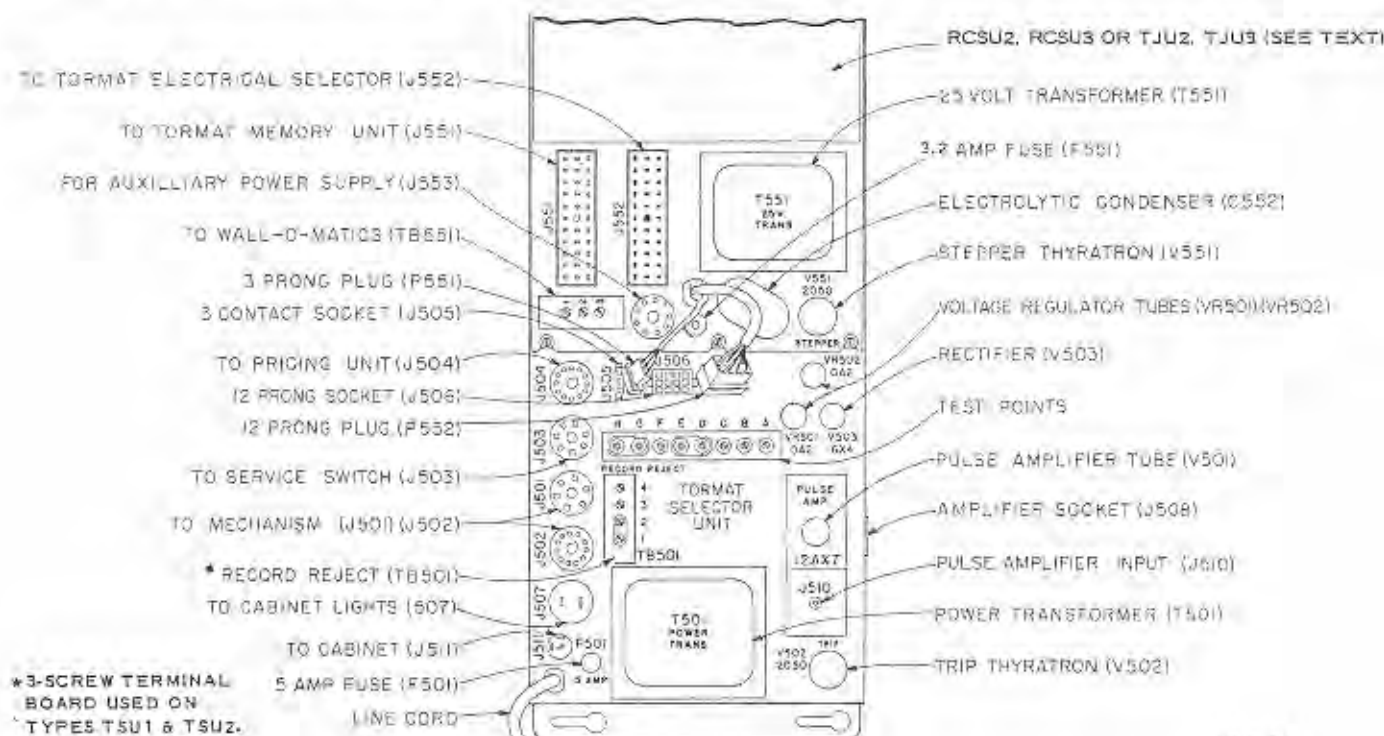 RCSU2, RCSU3 OR TJU2, TJU3 (SEE TEXT)
TO TORMAT ELECTRICAL SELECTOR (J552)
TO TORMAT MEMORY UNIT (J551)
FOR AUXILLIARY POWER SUPPLY (J553)
TO WALL-O-MATICS (TB551)
3 PRONG PLUG (P551)
3 CONTACT SOCKET (J505)
TO PRICING UNIT (J504)
12 PRONG SOCKET (J506)
12 PRONG PLUG (P552)
TO SERVICE SWITCH (J503)
TO MECHANISM (J501) (J502)
* RECORD REJECT (TB501)
TO CABINET LIGHTS (507)
TO CABINET (J511)
5 AMP FUSE (F501)
LINE CORD
*3-SCREW TERMINAL
BOARD USED ON
TYPES TSU1 & TSU2.
J551
J552
T551
25V.
TRANS
V551
2050
STEPPER
1 2 3
J504
J505
J506
VR502
OA2
VR501
OA2
V503
6X4
H G F E D C B A
J503
RECORD REJECT
J501
4
3
2
1
TORMAT
SELECTOR
UNIT
TB501
PULSE
AMP.
12AX7
J502
J507
J510
J511
F501
5 AMP
T501
POWER
TRANS
TRIP
V502
2050
25 VOLT TRANSFORMER (T551)
3.2 AMP FUSE (F551)
ELECTROLYTIC CONDENSER (C552)
STEPPER THYRATRON (V551)
VOLTAGE REGULATOR TUBES (VR501) (VR502)
RECTIFIER (V503)
TEST POINTS
PULSE AMPLIFIER TUBE (V501)
AMPLIFIER SOCKET (J508)
PULSE AMPLIFIER INPUT (J510)
POWER TRANSFORMER (T501)
TRIP THYRATRON (V502)